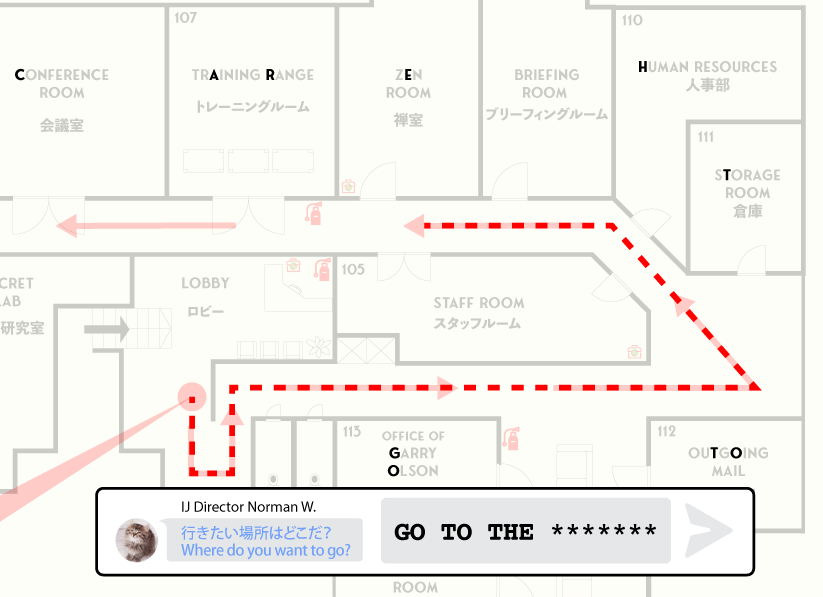 107
110
CONFERENCE
ROOM
会議室
TRAINING RANGE
トレーニングルーム
ZEN
ROOM
禅室
BRIEFING
ROOM
ブリーフィングルーム
HUMAN RESOURCES
人事部
111
STORAGE
ROOM
倉庫
CRET
LAB
研究室
LOBBY
ロビー
105
STAFF ROOM
スタッフルーム
113
OFFICE OF
GARRY
OLSON
112
OUTGOING
MAIL
IJ Director Norman W.
行きたい場所はどこだ?
Where do you want to go?
GO TO THE *******
ROOM